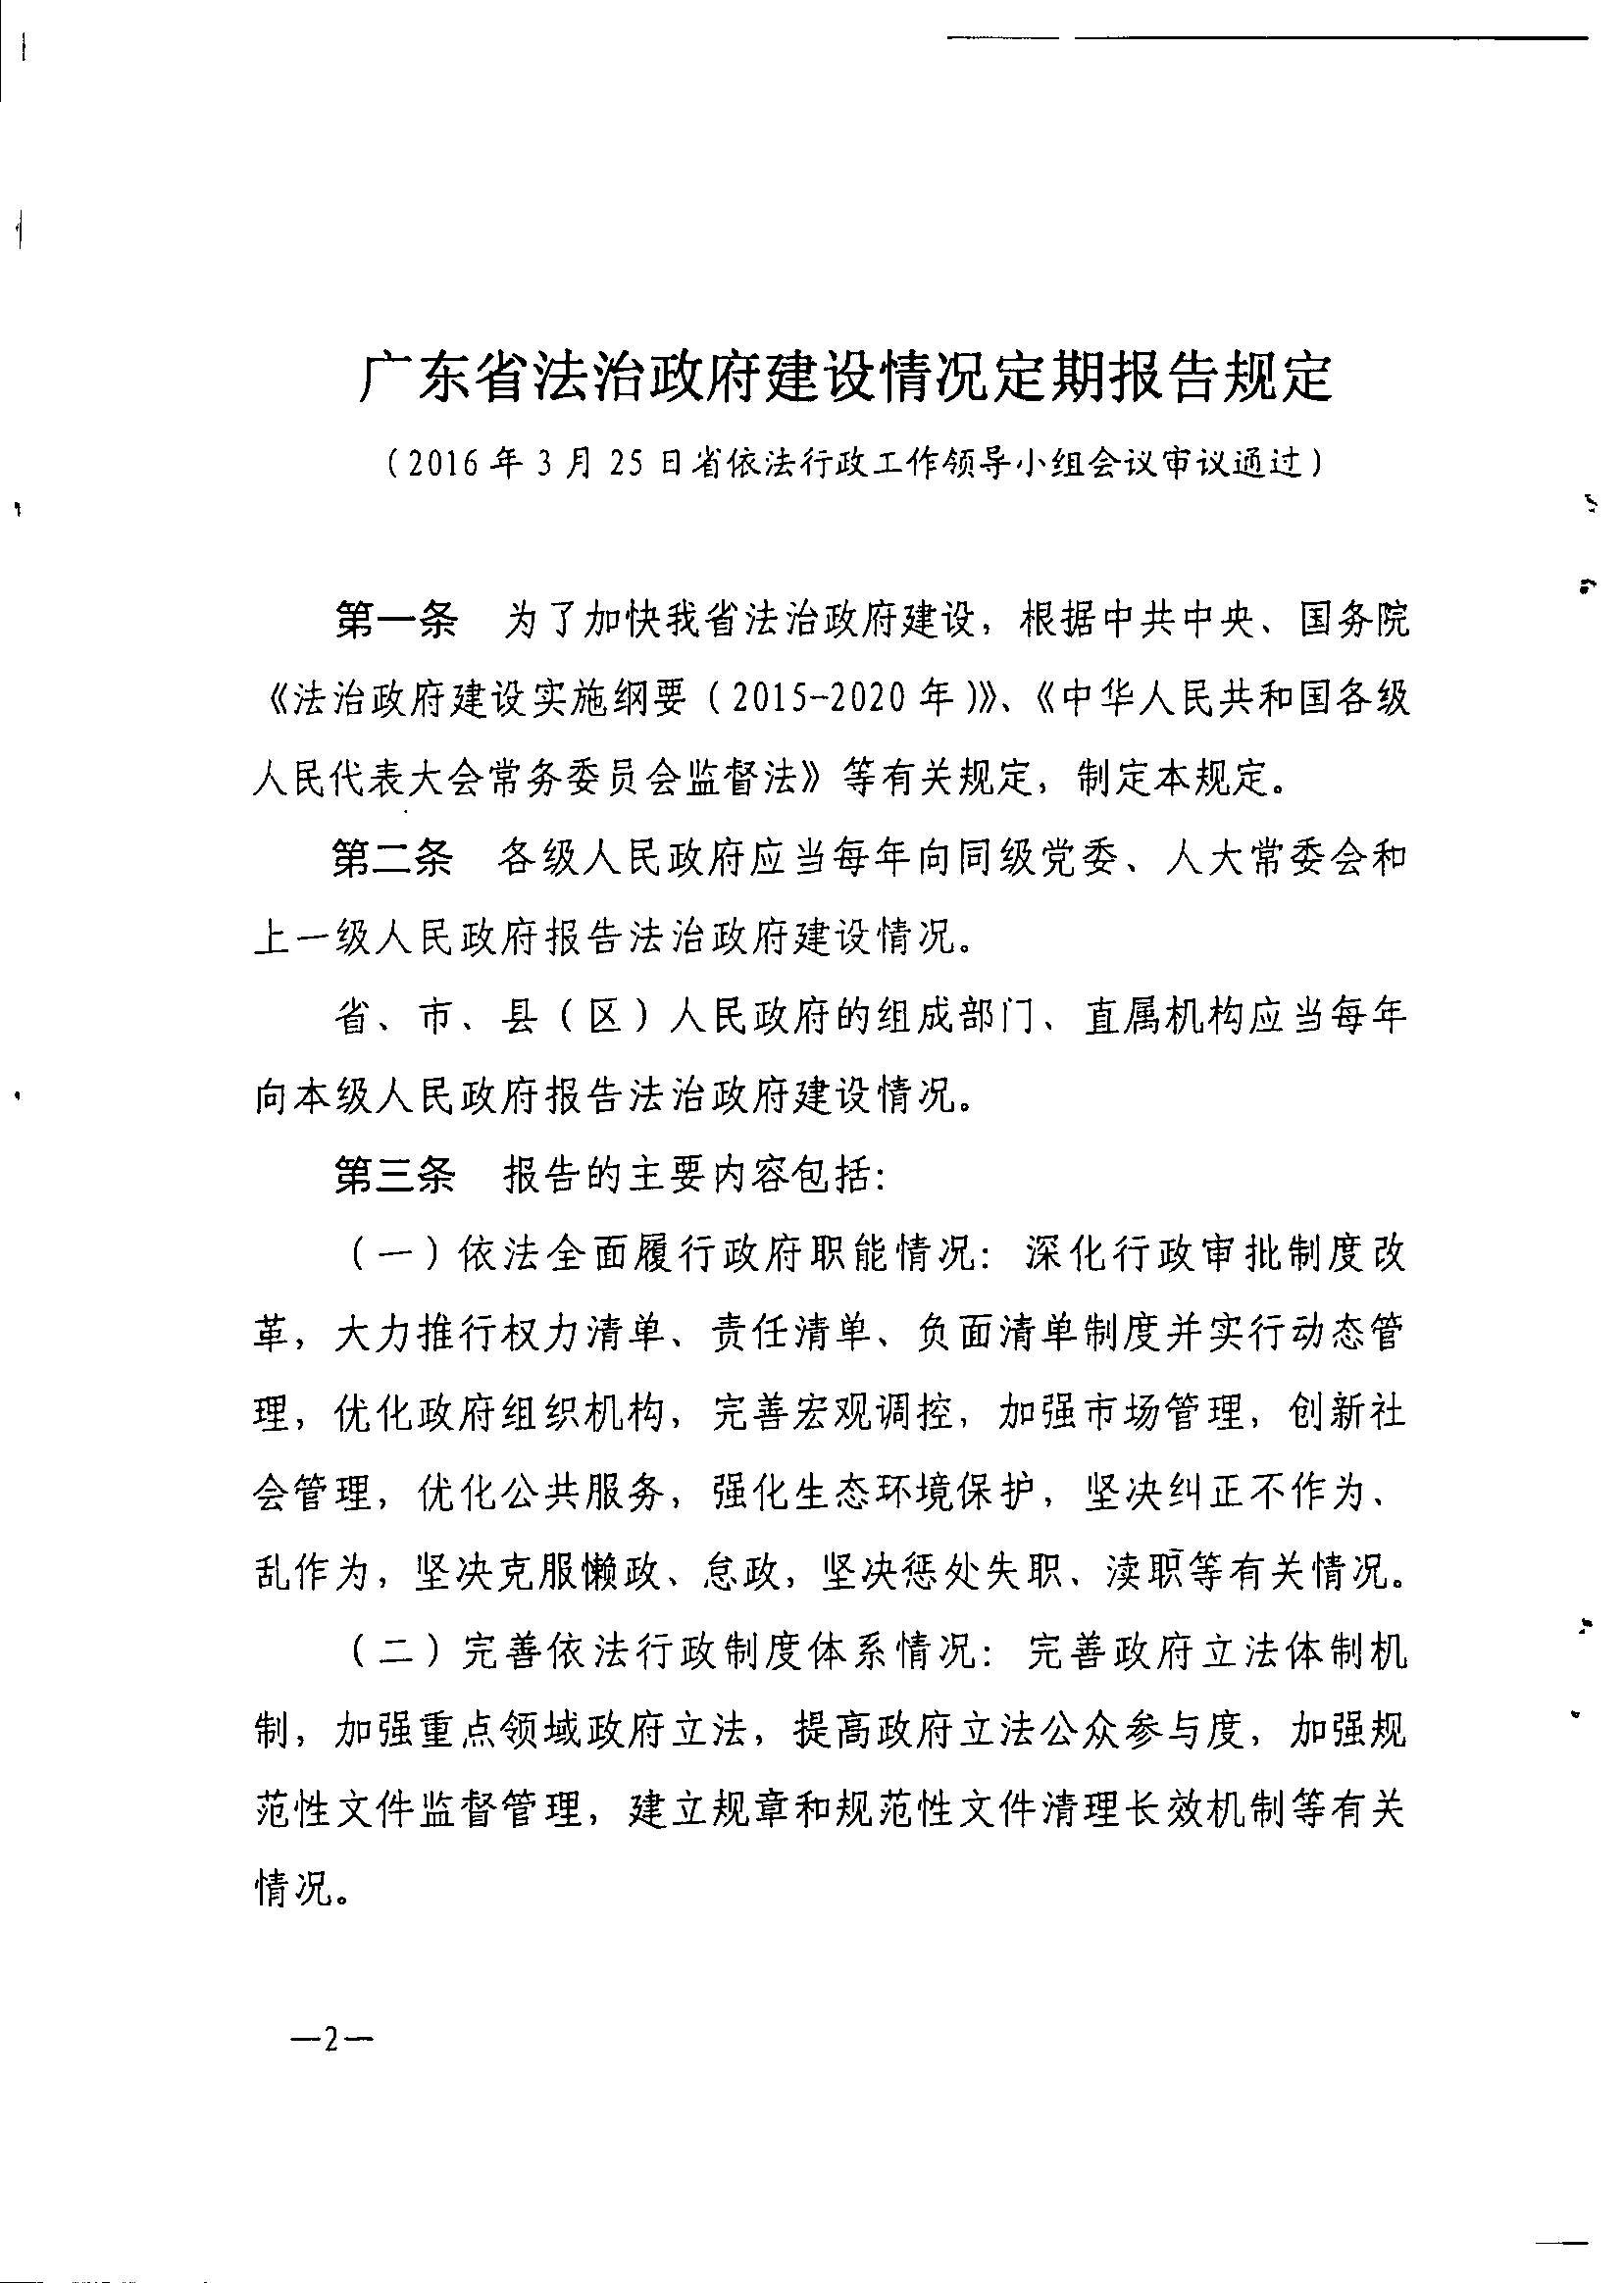 广东省法治政府建设情况定期报告规定
（2016年3月25日省依法行政工作领导小组会议审议通过）
第一条　为了加快我省法治政府建设，根据中共中央、国务院
《法治政府建设实施纲要（2015-2020年）》、《中华人民共和国各级
人民代表大会常务委员会监督法》等有关规定，制定本规定。
第二条　各级人民政府应当每年向同级党委、人大常委会和
上一级人民政府报告法治政府建设情况。
省、市、县（区）人民政府的组成部门、直属机构应当每年
向本级人民政府报告法治政府建设情况。
第三条　报告的主要内容包括：
（一）依法全面履行政府职能情况：深化行政审批制度改
革，大力推行权力清单、责任清单、负面清单制度并实行动态管
理，优化政府组织机构，完善宏观调控，加强市场管理，创新社
会管理，优化公共服务，强化生态环境保护，坚决纠正不作为、
乱作为，坚决克服懒政、怠政，坚决惩处失职、渎职等有关情况。
（二）完善依法行政制度体系情况：完善政府立法体制机
制，加强重点领域政府立法，提高政府立法公众参与度，加强规
范性文件监督管理，建立规章和规范性文件清理长效机制等有关
情况。
—2—